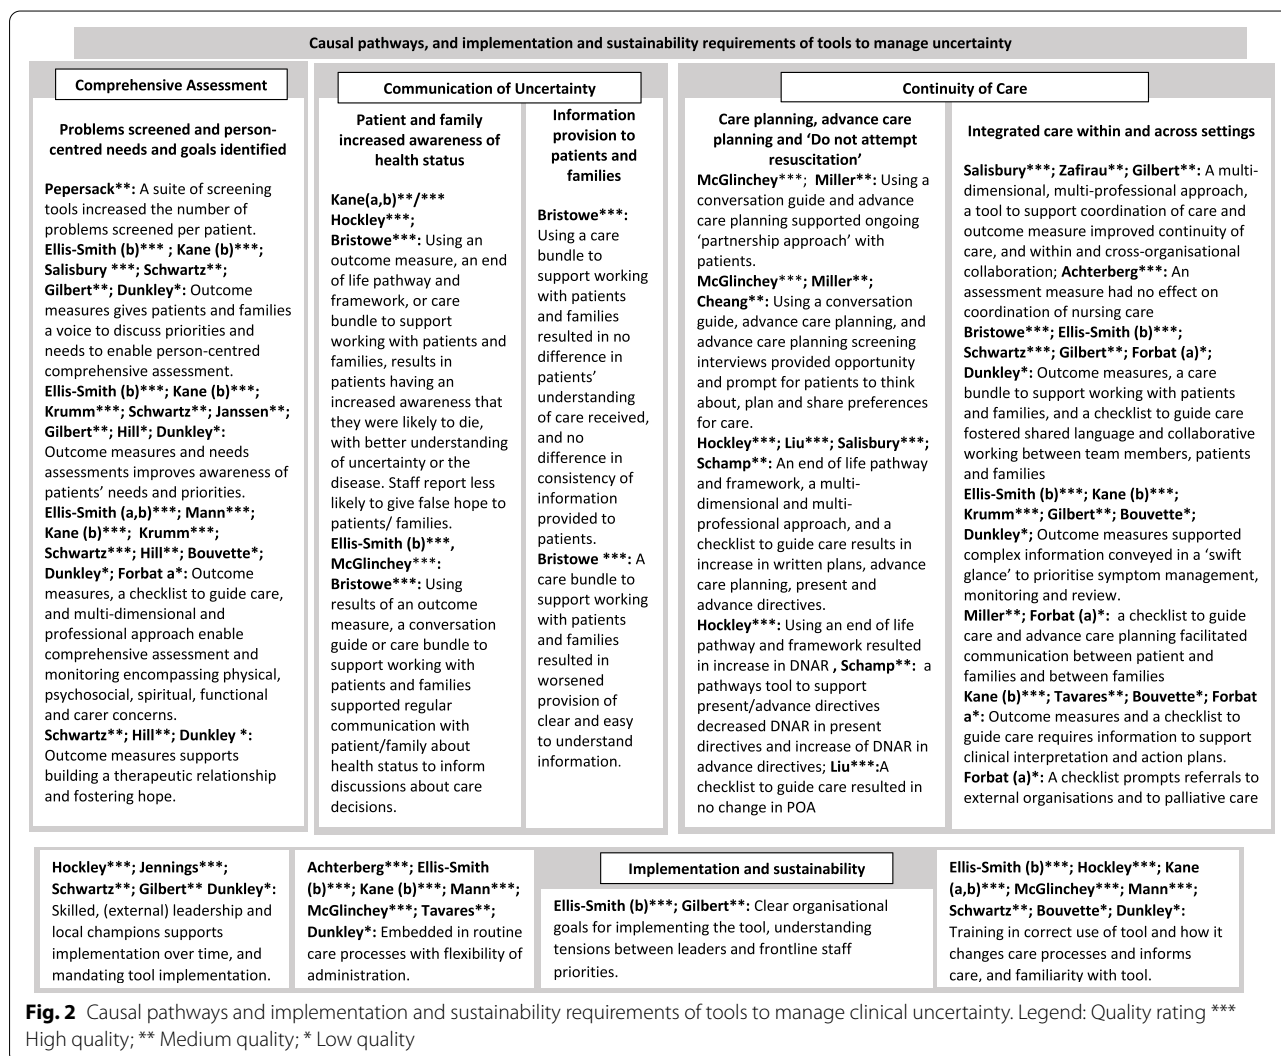 Causal pathways, and implementation and sustainability requirements of tools to manage uncertainty
Comprehensive Assessment
Problems screened and person-
centred needs and goals identified
Pepersack**: A suite of screening
tools increased the number of
problems screened per patient.
Ellis-Smith (b)*** ; Kane (b)***;
Salisbury ***; Schwartz**;
Gilbert**; Dunkley*: Outcome
measures gives patients and families
a voice to discuss priorities and
needs to enable person-centred
comprehensive assessment.
Ellis-Smith (b)***; Kane (b)***;
Krumm***; Schwartz**; Janssen**;
Gilbert**; Hill*; Dunkley*:
Outcome measures and needs
assessments improves awareness of
patients’ needs and priorities.
Ellis-Smith (a,b)***; Mann***;
Kane (b)***;  Krumm***;
Schwartz***; Hill**; Bouvette*;
Dunkley*; Forbat a*: Outcome
measures, a checklist to guide care,
and multi-dimensional and
professional approach enable
comprehensive assessment and
monitoring encompassing physical,
psychosocial, spiritual, functional
and carer concerns.
Schwartz**; Hill**; Dunkley *:
Outcome measures supports
building a therapeutic relationship
and fostering hope.
Communication of Uncertainty
Patient and family
increased awareness of
health status
Kane(a,b)**/***
Hockley***;
Bristowe***: Using an
outcome measure, an end
of life pathway and
framework, or care
bundle to support
working with patients and
families, results in
patients having an
increased awareness that
they were likely to die,
with better understanding
of uncertainty or the
disease. Staff report less
likely to give false hope to
patients/ families.
Ellis-Smith (b)***,
McGlinchey***:
Bristowe***: Using
results of an outcome
measure, a conversation
guide or care bundle to
support working with
patients and families
supported regular
communication with
patient/family about
health status to inform
discussions about care
decisions.
Information
provision to
patients and
families
Bristowe***:
Using a care
bundle to
support working
with patients
and families
resulted in no
difference in
patients’
understanding
of care received,
and no
difference in
consistency of
information
provided to
patients.
Bristowe ***: A
care bundle to
support working
with patients
and families
resulted in
worsened
provision of
clear and easy
to understand
information.
Continuity of Care
Care planning, advance care
planning and ‘Do not attempt
resuscitation’
McGlinchey***;  Miller**: Using a
conversation guide and advance
care planning supported ongoing
‘partnership approach’ with
patients.
McGlinchey***; Miller**;
Cheang**: Using a conversation
guide, advance care planning, and
advance care planning screening
interviews provided opportunity
and prompt for patients to think
about, plan and share preferences
for care.
Hockley***; Liu***; Salisbury***;
Schamp**: An end of life pathway
and framework, a multi-
dimensional and multi-
professional approach, and a
checklist to guide care results in
increase in written plans, advance
care planning, present and
advance directives.
Hockley***: Using an end of life
pathway and framework resulted
in increase in DNAR , Schamp**:  a
pathways tool to support
present/advance directives
decreased DNAR in present
directives and increase of DNAR in
advance directives; Liu***:A
checklist to guide care resulted in
no change in POA
Integrated care within and across settings
Salisbury***; Zafirau**; Gilbert**: A multi-
dimensional, multi-professional approach,
a tool to support coordination of care and
outcome measure improved continuity of
care, and within and cross-organisational
collaboration; Achterberg***: An
assessment measure had no effect on
coordination of nursing care
Bristowe***; Ellis-Smith (b)***;
Schwartz***; Gilbert**; Forbat (a)*;
Dunkley*: Outcome measures, a care
bundle to support working with patients
and families, and a checklist to guide care
fostered shared language and collaborative
working between team members, patients
and families
Ellis-Smith (b)***; Kane (b)***;
Krumm***; Gilbert**; Bouvette*;
Dunkley*; Outcome measures supported
complex information conveyed in a ‘swift
glance’ to prioritise symptom management,
monitoring and review.
Miller**; Forbat (a)*:  a checklist to guide
care and advance care planning facilitated
communication between patient and
families and between families
Kane (b)***; Tavares**; Bouvette*; Forbat
a*: Outcome measures and a checklist to
guide care requires information to support
clinical interpretation and action plans.
Forbat (a)*: A checklist prompts referrals to
external organisations and to palliative care
Hockley***; Jennings***;
Schwartz**; Gilbert** Dunkley*:
Skilled, (external) leadership and
local champions supports
implementation over time, and
mandating tool implementation.
Achterberg***; Ellis-Smith
(b)***; Kane (b)***; Mann***;
McGlinchey***; Tavares**;
Dunkley*: Embedded in routine
care processes with flexibility of
administration.
Implementation and sustainability
Ellis-Smith (b)***; Gilbert**: Clear organisational
goals for implementing the tool, understanding
tensions between leaders and frontline staff
priorities.
Ellis-Smith (b)***; Hockley***; Kane
(a,b)***; McGlinchey***; Mann***;
Schwartz**; Bouvette*; Dunkley*:
Training in correct use of tool and how it
changes care processes and informs
care, and familiarity with tool.
Fig. 2 Causal pathways and implementation and sustainability requirements of tools to manage clinical uncertainty. Legend: Quality rating ***
High quality; ** Medium quality; * Low quality